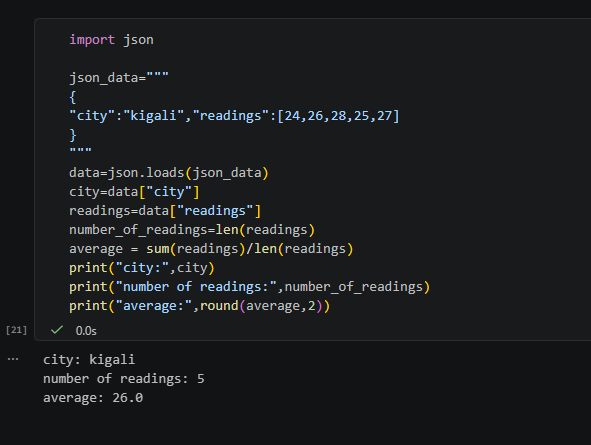 import json
json_data="""
{
"city":"kigali","readings":[24,26,28,25,27]
}
"""
data=json.loads(json_data)
city=data["city"]
readings=data["readings"]
number_of_readings=len(readings)
average = sum(readings)/len(readings)
print("city:",city)
print("number of readings:",number_of_readings)
print("average:",round(average,2))
[21] 0.0s
city: kigali
number of readings: 5
average: 26.0